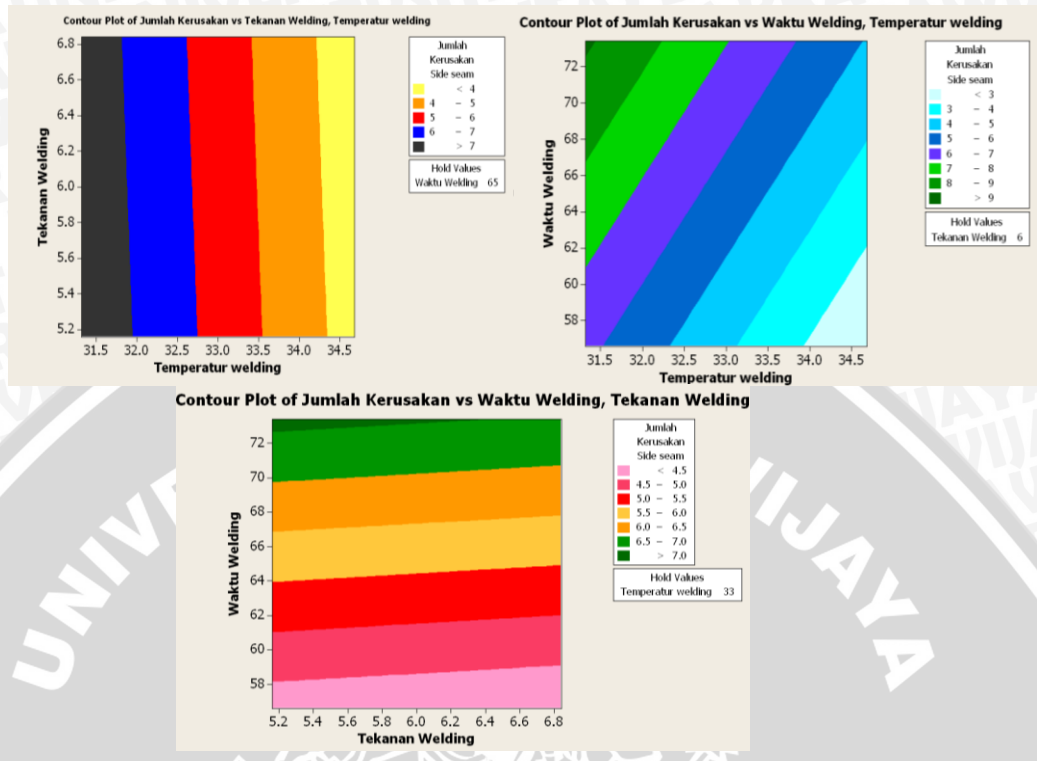 Contour Plot of Jumlah Kerusakan vs Tekanan Welding, Temperatur welding
Tekanan Welding
6.8
6.6
6.4
6.2
6.0
5.8
5.6
5.4
5.2
31.5 32.0 32.5 33.0 33.5 34.0 34.5
Temperatur welding
Jumlah
Kerusakan
Side seam
< 4
4 – 5
5 – 6
6 – 7
> 7
Hold Values
Waktu Welding 65
Contour Plot of Jumlah Kerusakan vs Waktu Welding, Temperatur welding
Waktu Welding
72
70
68
66
64
62
60
58
31.5 32.0 32.5 33.0 33.5 34.0 34.5
Temperatur welding
Jumlah
Kerusakan
Side seam
< 3
3 – 4
4 – 5
5 – 6
6 – 7
7 – 8
8 – 9
> 9
Hold Values
Tekanan Welding 6
Contour Plot of Jumlah Kerusakan vs Waktu Welding, Tekanan Welding
Waktu Welding
72
70
68
66
64
62
60
58
5.2 5.4 5.6 5.8 6.0 6.2 6.4 6.6 6.8
Tekanan Welding
Jumlah
Kerusakan
Side seam
< 4.5
4.5 – 5.0
5.0 – 5.5
5.5 – 6.0
6.0 – 6.5
6.5 – 7.0
> 7.0
Hold Values
Temperatur welding 33
UNIVE
WIJAYA